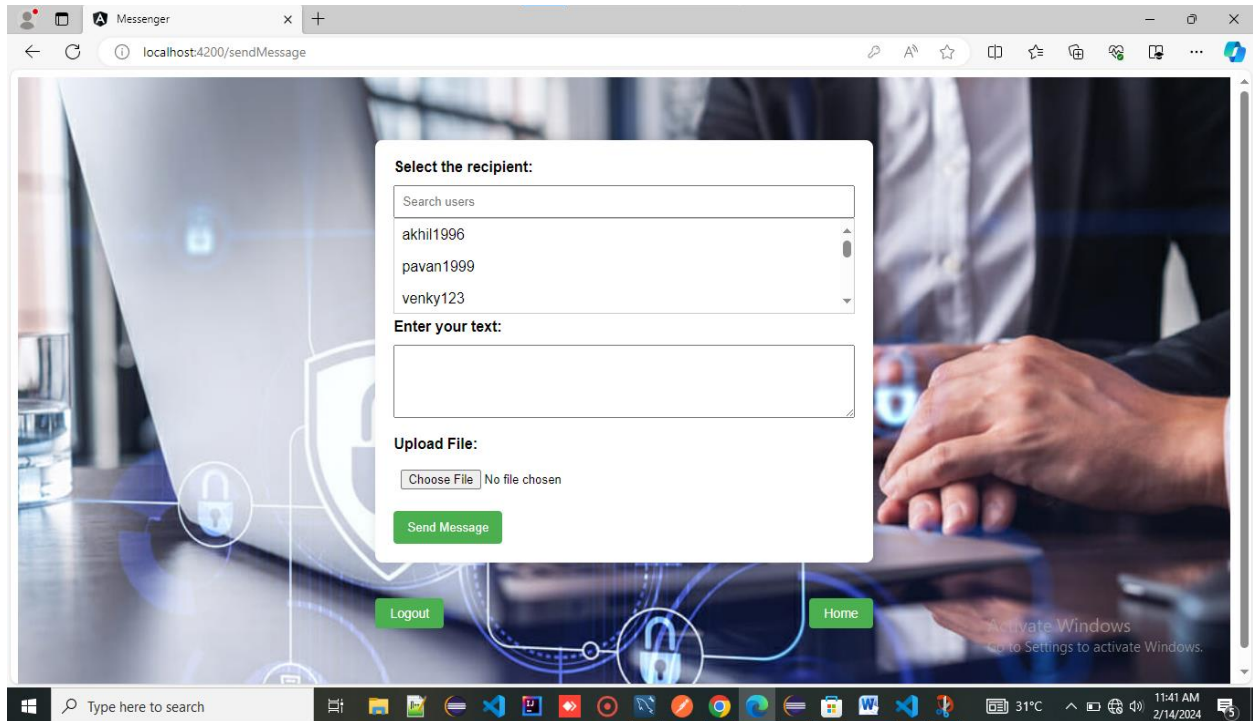 Messenger
localhost:4200/sendMessage
Select the recipient:
Search users
akhil1996
pavan1999
venky123
Enter your text:
Upload File:
Choose File No file chosen
Send Message
Logout Home
Activate Windows
Go to Settings to activate Windows.
Type here to search
31°C
11:41 AM
2/14/2024